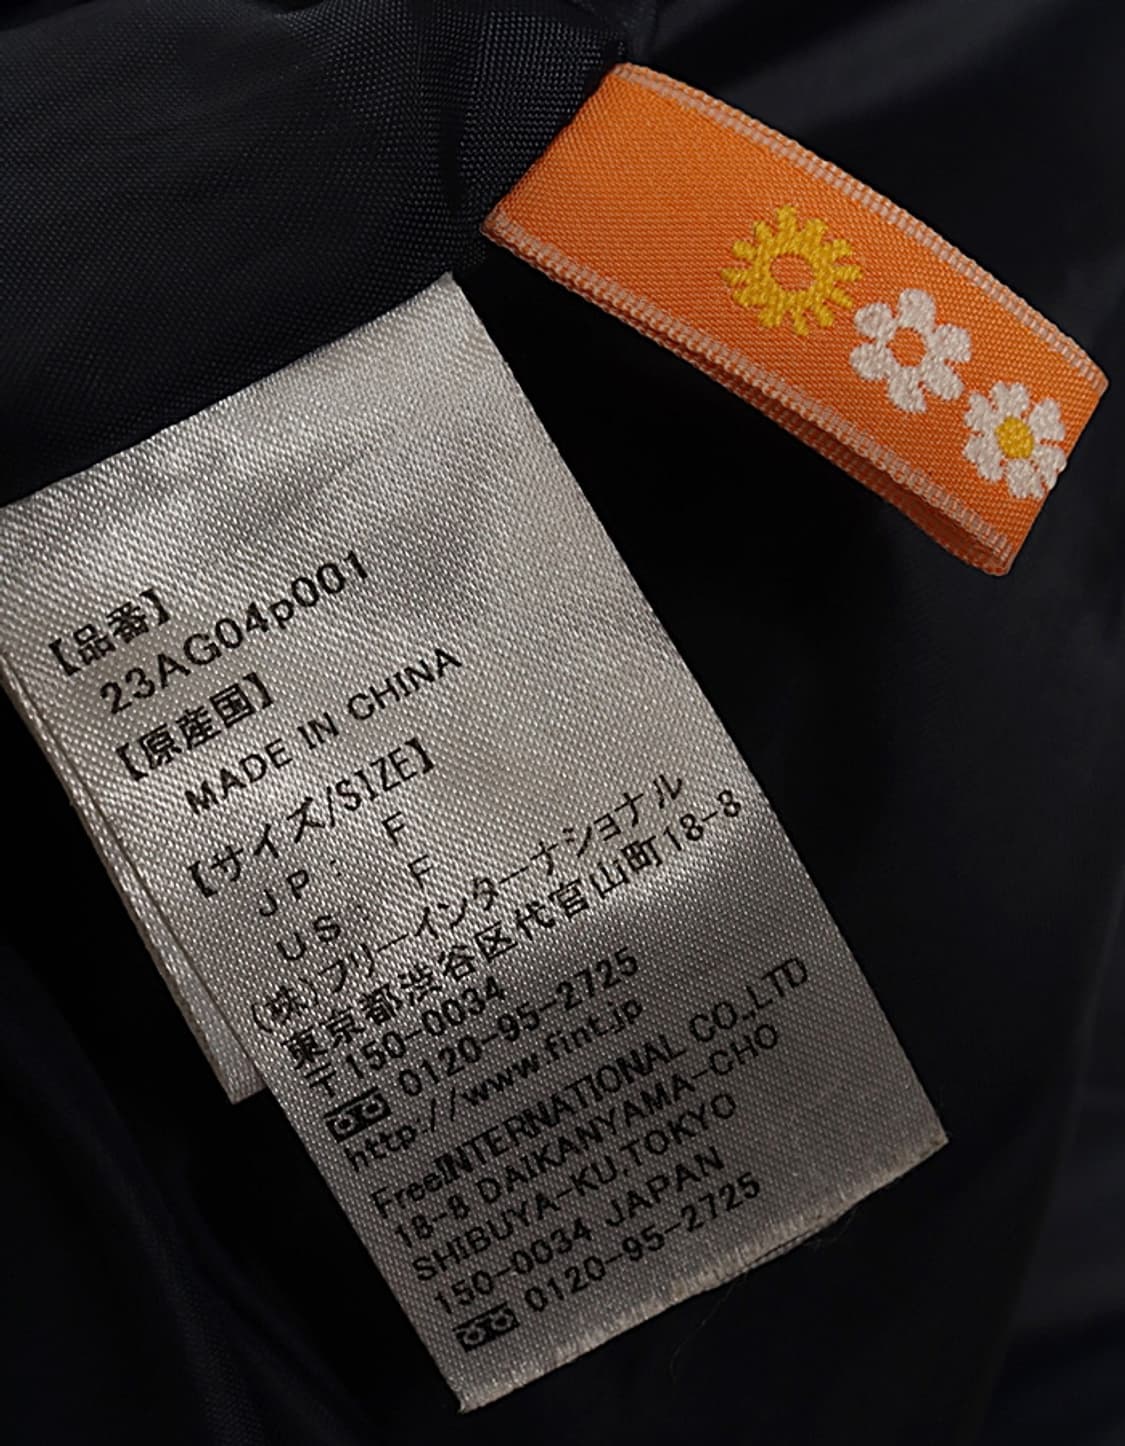 【品番】
23AG04p001
【原産国】
MADE IN CHINA
【サイズ/SIZE】
JP: F
US: F
(株)フリーインターナショナル
東京都渋谷区代官山町18-8
〒150-0034
0120-95-2725
http://www.fint.jp
Free.INTERNATIONAL CO.,LTD
18-8 DAIKANYAMA-CHO
SHIBUYA-KU,TOKYO
150-0034 JAPAN
0120-95-2725